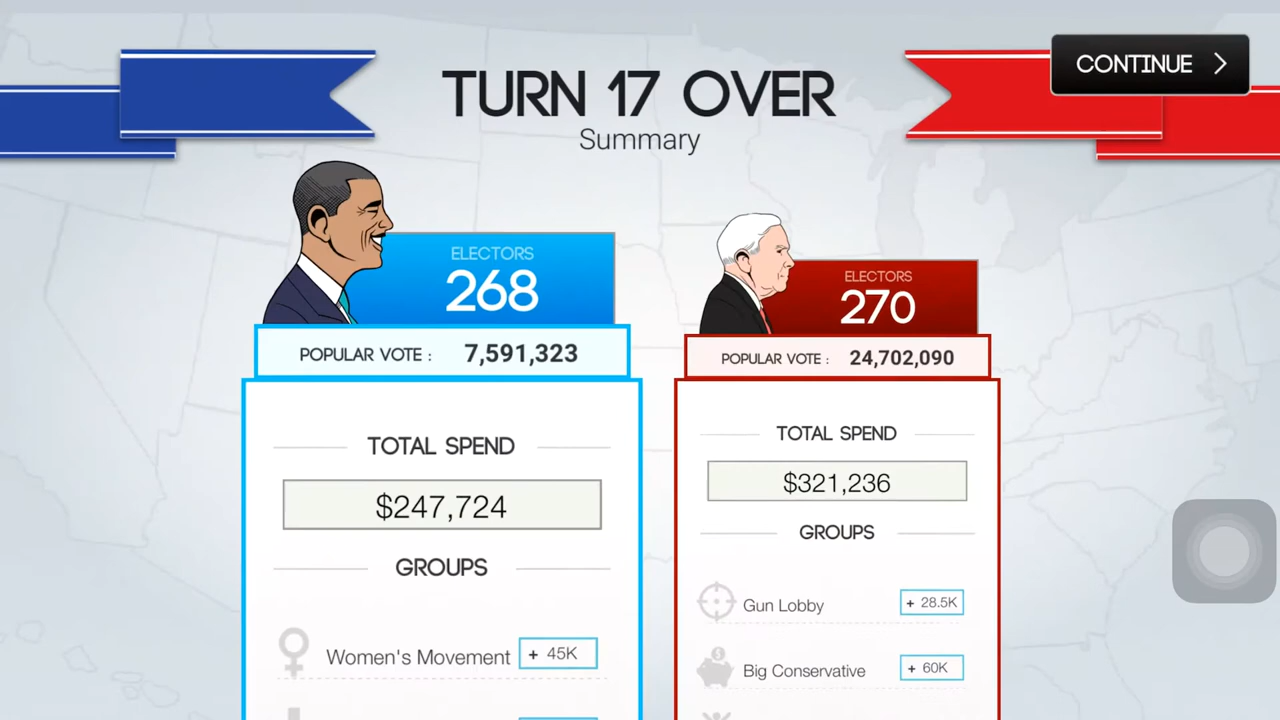 CONTINUE
TURN 17 OVER
Summary
ELECTORS
268
POPULAR VOTE : 7,591,323
TOTAL SPEND
$247,724
GROUPS
Women's Movement + 45K
ELECTORS
270
POPULAR VOTE : 24,702,090
TOTAL SPEND
$321,236
GROUPS
Gun Lobby + 28.5K
Big Conservative + 60K